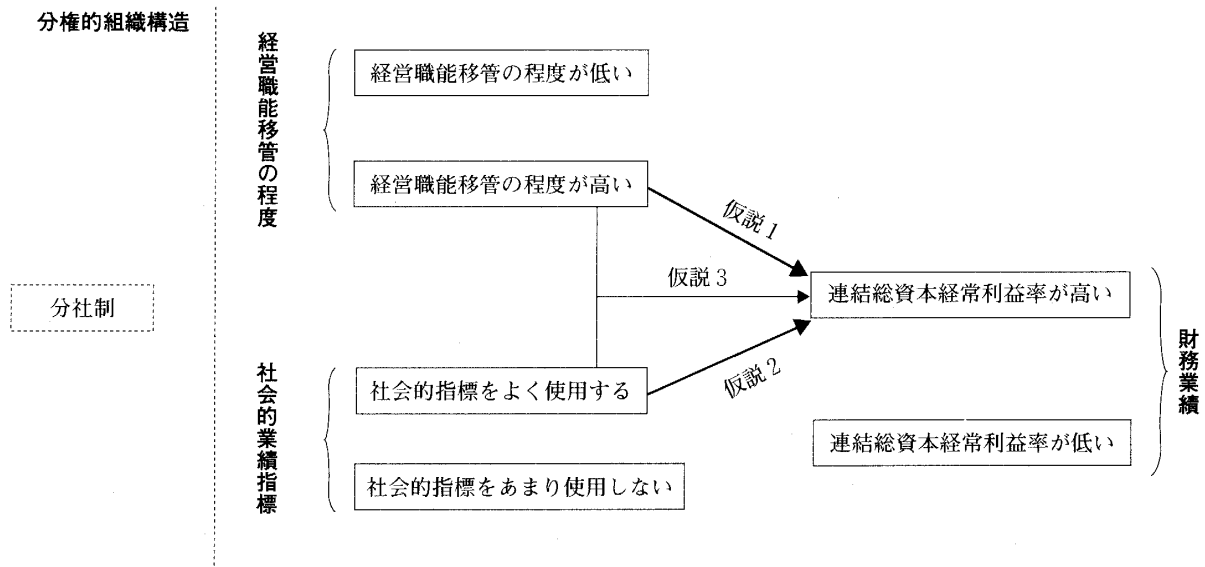 分権的組織構造
経営職能移管の程度
経営職能移管の程度が低い
経営職能移管の程度が高い
仮説1
仮説3
連結総資本経常利益率が高い
分社制
財務業績
社会的業績指標
社会的指標をよく使用する
仮説2
連結総資本経常利益率が低い
社会的指標をあまり使用しない